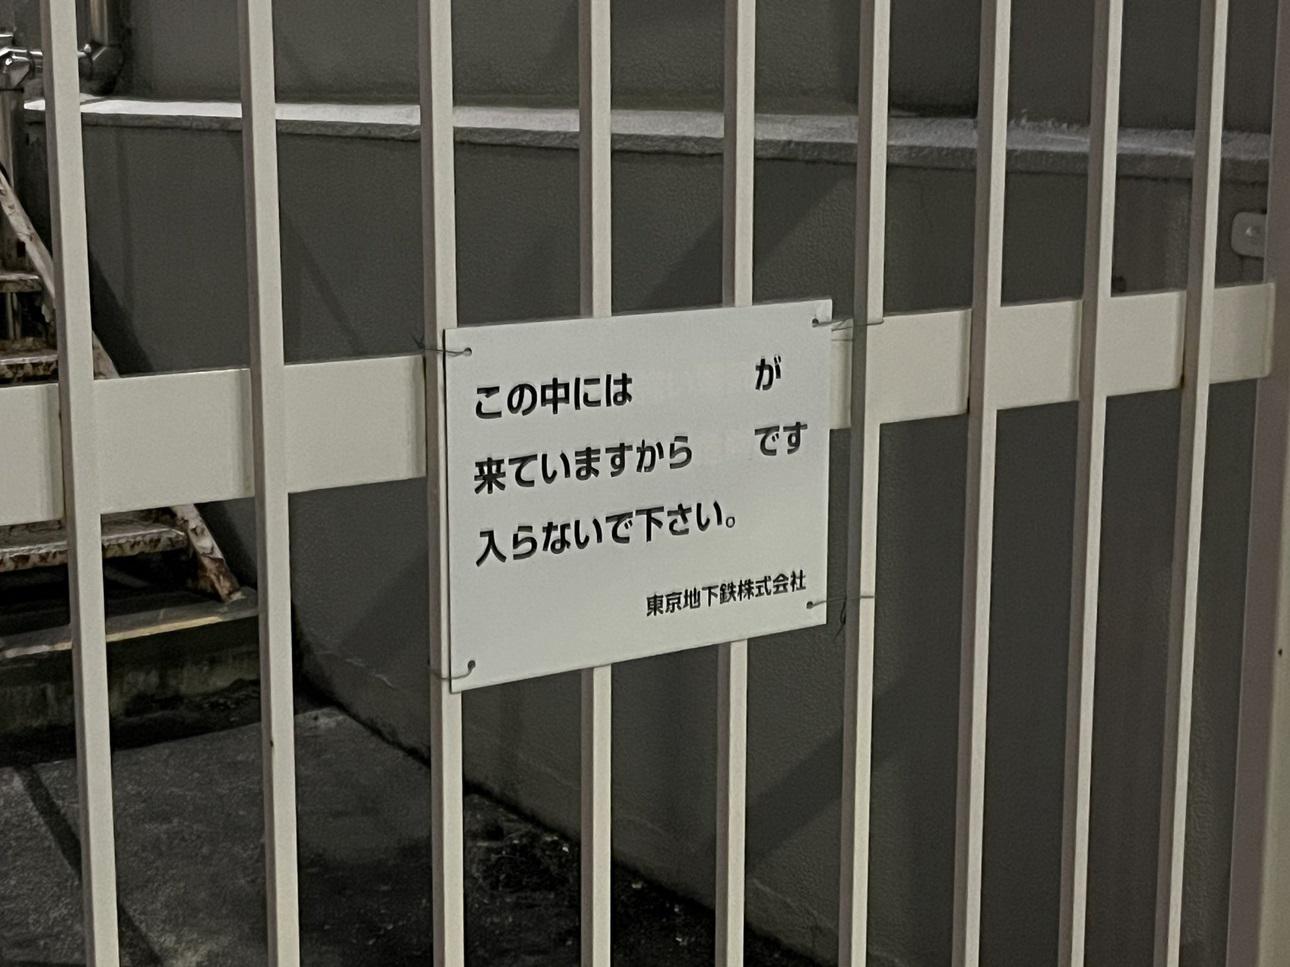 この中には　　　が
来ていますから　　です
入らないで下さい。
東京地下鉄株式会社